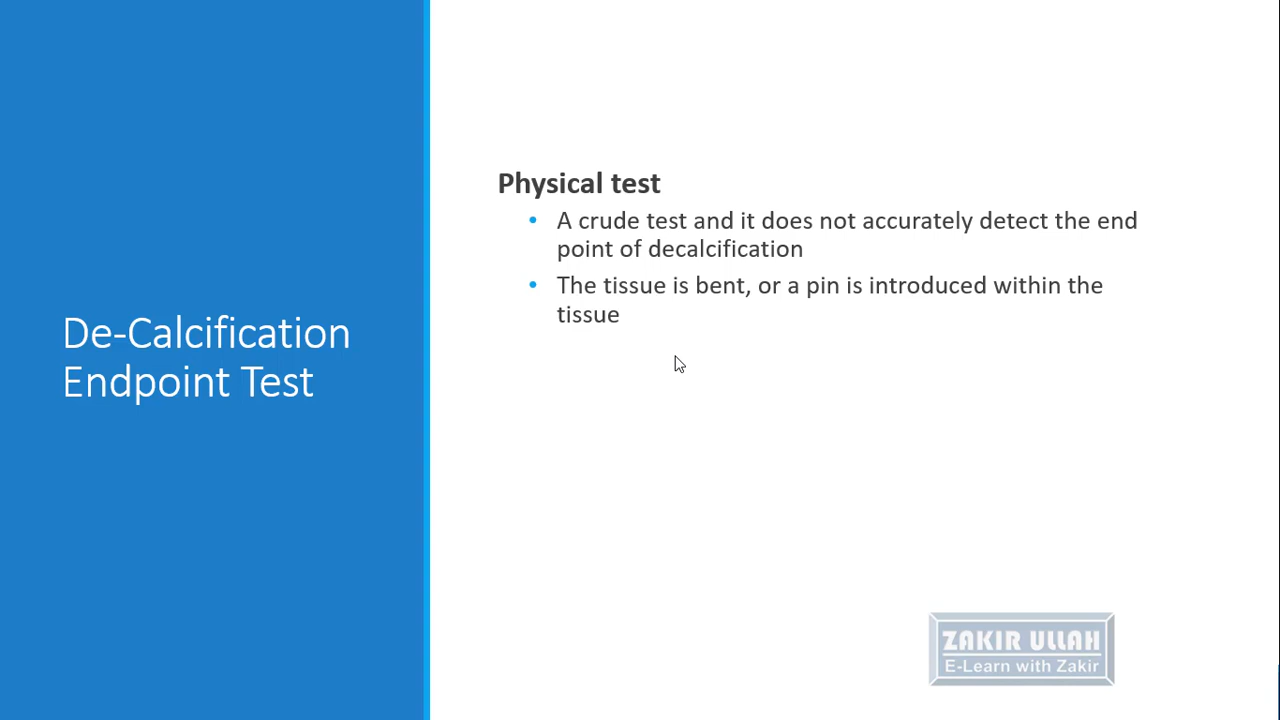 De-Calcification
Endpoint Test
Physical test
• A crude test and it does not accurately detect the end
point of decalcification
• The tissue is bent, or a pin is introduced within the
tissue
ZAKIR ULLAH
E-Learn with Zakir